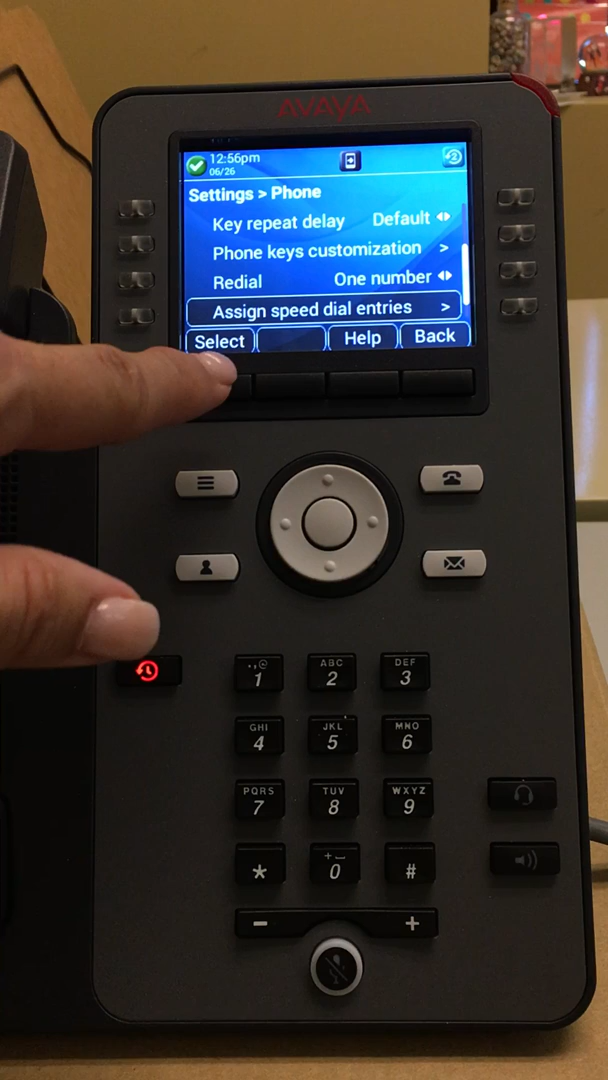 AVAYA
12:56pm
06/26
2
Settings > Phone
Key repeat delay Default
Phone keys customization >
Redial One number
Assign speed dial entries >
Select Help Back
.,@ ABC DEF
1 2 3
GHI JKL MNO
4 5 6
PQRS TUV WXYZ
7 8 9
+
* 0 #
- +